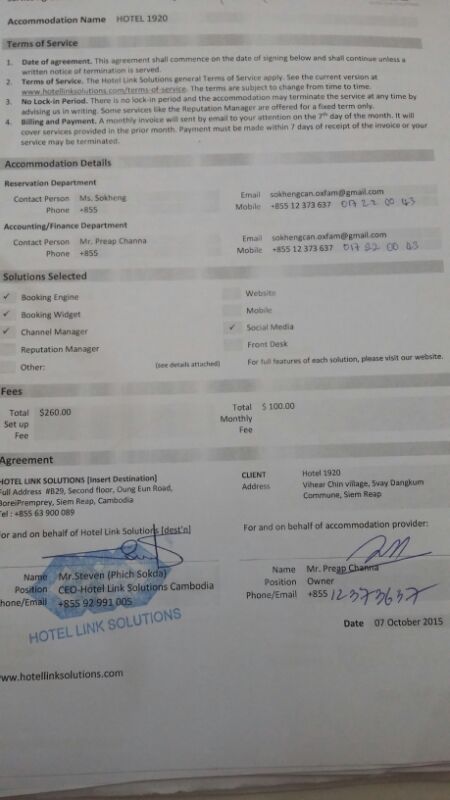 Accommodation Name HOTEL 1920
Terms of Service
1. Date of agreement. This agreement shall commence on the date of signing below and shall continue unless a
written notice of termination is served.
2. Terms of Service. The Hotel Link Solutions general Terms of Service apply. See the current version at
www.hotellinksolutions.com/terms-of-service. The terms are subject to change from time to time.
3. No Lock-in Period. There is no lock-in period and the accommodation may terminate the service at any time by
advising us in writing. Some services like the Reputation Manager are offered for a fixed term only.
4. Billing and Payment. A monthly invoice will sent by email to your attention on the 7th day of the month. It will
cover services provided in the prior month. Payment must be made within 7 days of receipt of the invoice or your
service may be terminated.
Accommodation Details
Reservation Department
Contact Person Ms. Sokheng Email sokhengcan.oxfam@gmail.com
Phone +855 Mobile +855 12 373 637 017 22 00 43
Accounting/Finance Department
Contact Person Mr. Preap Channa Email sokhengcan.oxfam@gmail.com
Phone +855 Mobile +855 12 373 637 017 22 00 43
Solutions Selected
✓ Booking Engine Website
✓ Booking Widget Mobile
✓ Channel Manager ✓ Social Media
Reputation Manager Front Desk
Other: (see details attached) For full features of each solution, please visit our website.
Fees
Total $260.00 Total $ 100.00
Set up Monthly
Fee Fee
Agreement
HOTEL LINK SOLUTIONS [Insert Destination) CLIENT Hotel 1920
Full Address #B29, Second floor, Oung Eun Road, Address Vihear Chin village, Svay Dangkum
BoreiPremprey, Siem Reap, Cambodia Commune, Siem Reap
Tel : +855 63 900 089
For and on behalf of Hotel Link Solutions [dest'n] For and on behalf of accommodation provider:
Name Mr.Steven (Phich Sokda) Name Mr. Preap Channa
Position CEO-Hotel Link Solutions Cambodia Position Owner
Phone/Email +855 92 991 005 Phone/Email +855 12373637
HOTEL LINK SOLUTIONS
Date 07 October 2015
www.hotellinksolutions.com